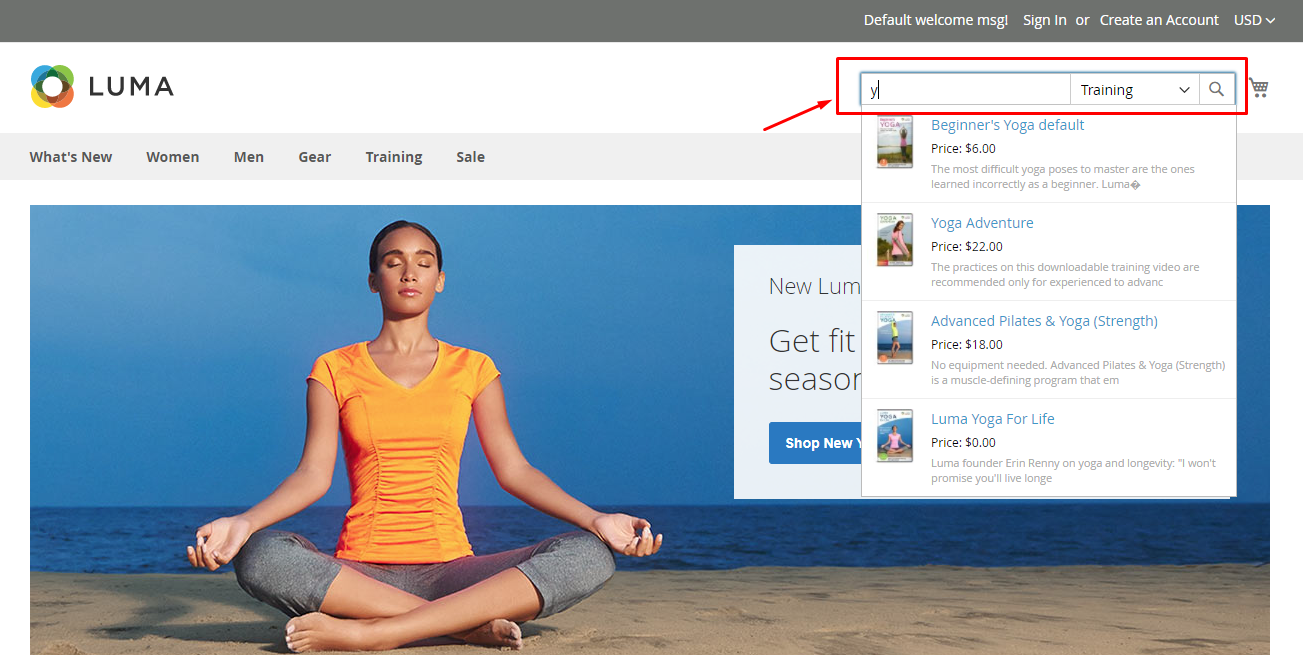 Default welcome msg! Sign In or Create an Account USD
LUMA
y Training
What's New Women Men Gear Training Sale
Beginner's Yoga default
Price: $6.00
The most difficult yoga poses to master are the ones
learned incorrectly as a beginner. Luma�
Yoga Adventure
Price: $22.00
The practices on this downloadable training video are
recommended only for experienced to advanc
Advanced Pilates & Yoga (Strength)
Price: $18.00
No equipment needed. Advanced Pilates & Yoga (Strength)
is a muscle-defining program that em
Luma Yoga For Life
Price: $0.00
Luma founder Erin Renny on yoga and longevity: "I won't
promise you'll live longe
New Lum
Get fit
season
Shop New Y